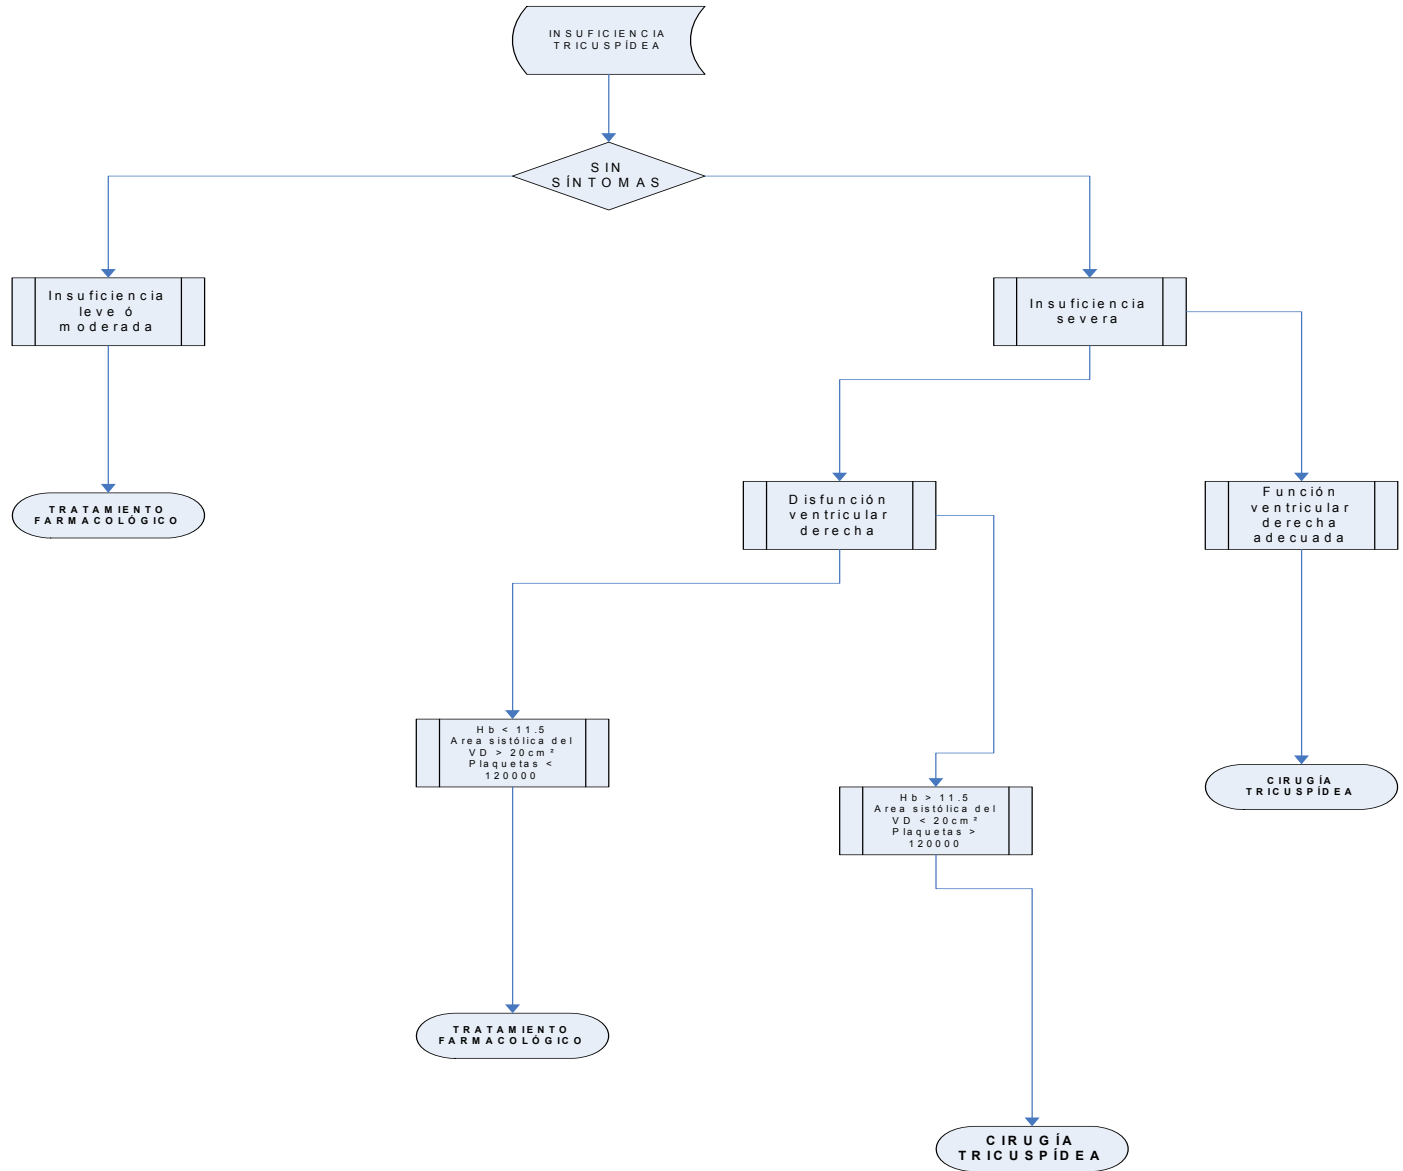 INSUFICIENCIA
TRICUSPÍDEA
SIN
SÍNTOMAS
Insuficiencia
leve ó
moderada
Insuficiencia
severa
TRATAMIENTO
FARMACOLÓGICO
Disfunción
ventricular
derecha
Función
ventricular
derecha
adecuada
Hb < 11.5
Area sistólica del
VD > 20cm²
Plaquetas <
120000
Hb > 11.5
Area sistólica del
VD < 20cm²
Plaquetas >
120000
CIRUGÍA
TRICUSPÍDEA
TRATAMIENTO
FARMACOLÓGICO
CIRUGÍA
TRICUSPÍDEA